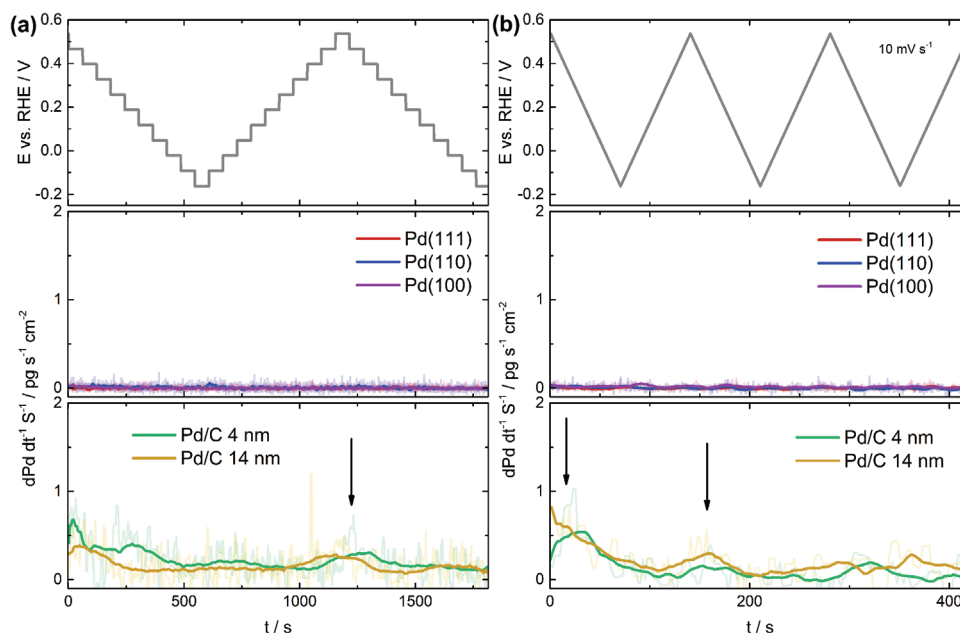 (a)
E vs. RHE / V
0.6
0.4
0.2
0.0
-0.2
(b)
E vs. RHE / V
0.6
0.4
0.2
0.0
-0.2
10 mV s⁻¹
dPd dt⁻¹ S⁻¹ / pg s⁻¹ cm⁻²
2
1
0
Pd(111)
Pd(110)
Pd(100)
2
1
0
Pd/C 4 nm
Pd/C 14 nm
0
500
1000
1500
t / s
dPd dt⁻¹ S⁻¹ / pg s⁻¹ cm⁻²
2
1
0
Pd(111)
Pd(110)
Pd(100)
2
1
0
Pd/C 4 nm
Pd/C 14 nm
0
200
400
t / s